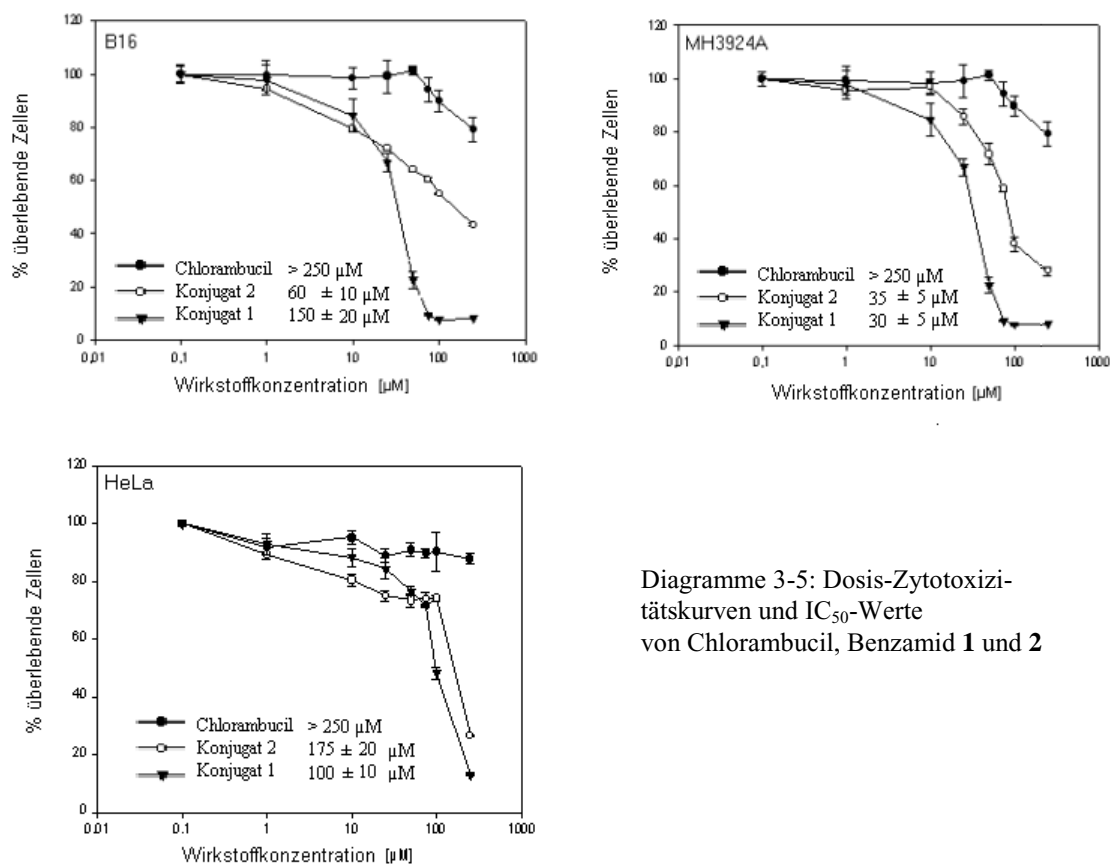 120
100
80
60
40
20
0
% überlebende Zellen
B16
Chlorambucil > 250 µM
Konjugat 2 60 ± 10 µM
Konjugat 1 150 ± 20 µM
0,01 0,1 1 10 100 1000
Wirkstoffkonzentration [µM]
120
100
80
60
40
20
0
% überlebende Zellen
MH3924A
Chlorambucil > 250 µM
Konjugat 2 35 ± 5 µM
Konjugat 1 30 ± 5 µM
0,01 0,1 1 10 100 1000
Wirkstoffkonzentration [µM]
120
100
80
60
40
20
0
% überlebende Zellen
HeLa
Chlorambucil > 250 µM
Konjugat 2 175 ± 20 µM
Konjugat 1 100 ± 10 µM
0,01 0,1 1 10 100 1000
Wirkstoffkonzentration [µM]
Diagramme 3-5: Dosis-Zytotoxizi-
tätskurven und IC₅₀-Werte
von Chlorambucil, Benzamid 1 und 2